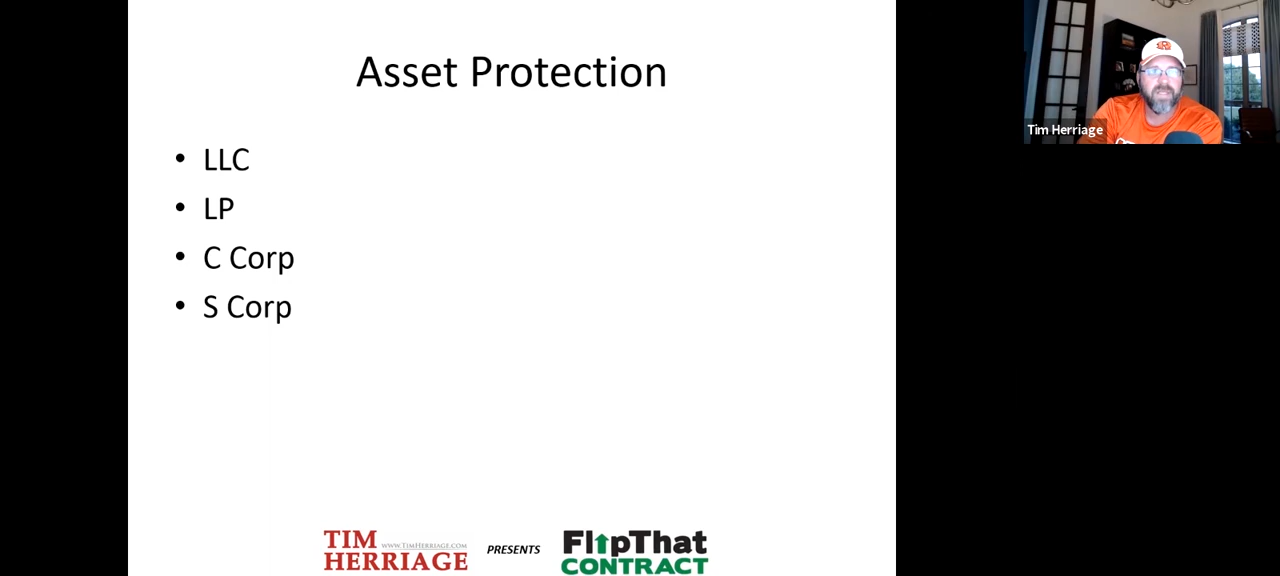 Asset Protection
• LLC
• LP
• C Corp
• S Corp
TIM HERRIAGE
www.TimHerriage.com
PRESENTS
FlipThat
CONTRACT
Tim Herriage